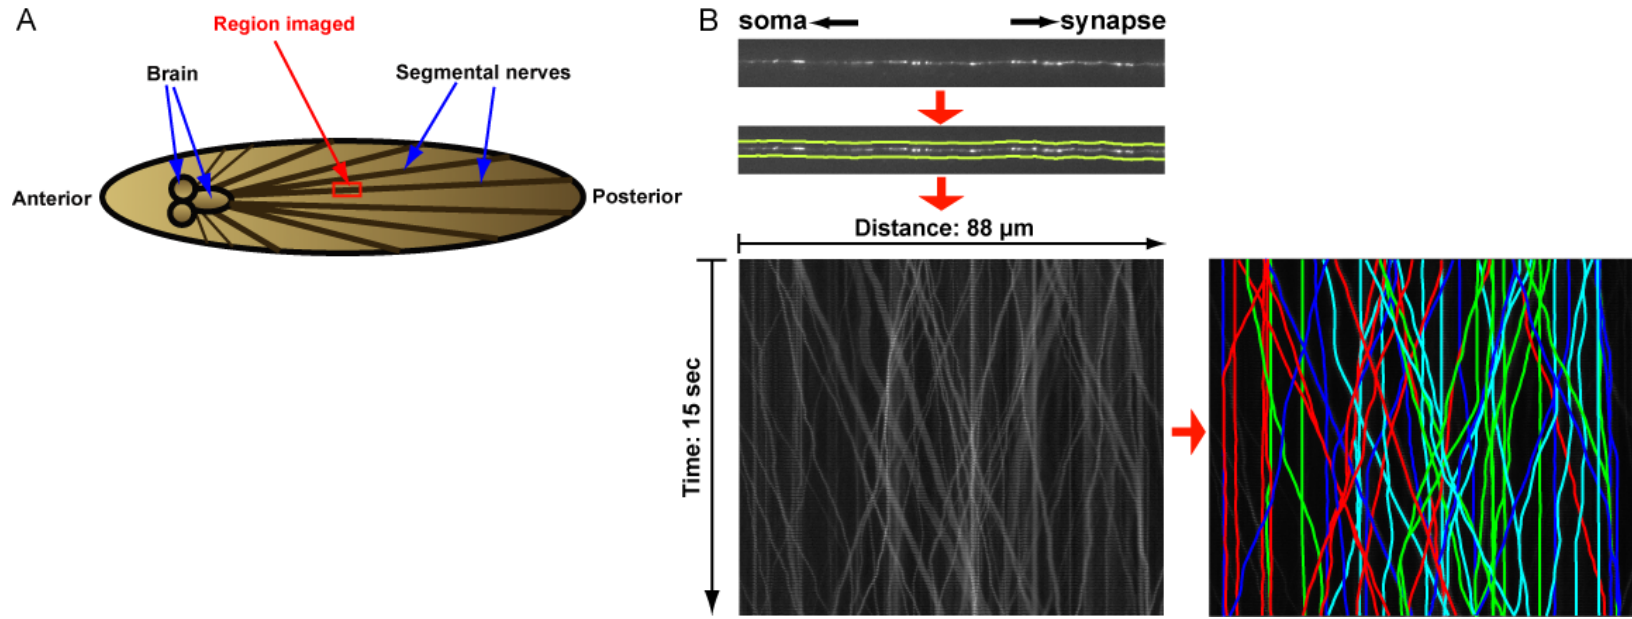 A
Region imaged
Brain
Segmental nerves
Anterior
Posterior
B
soma
synapse
Distance: 88 µm
Time: 15 sec